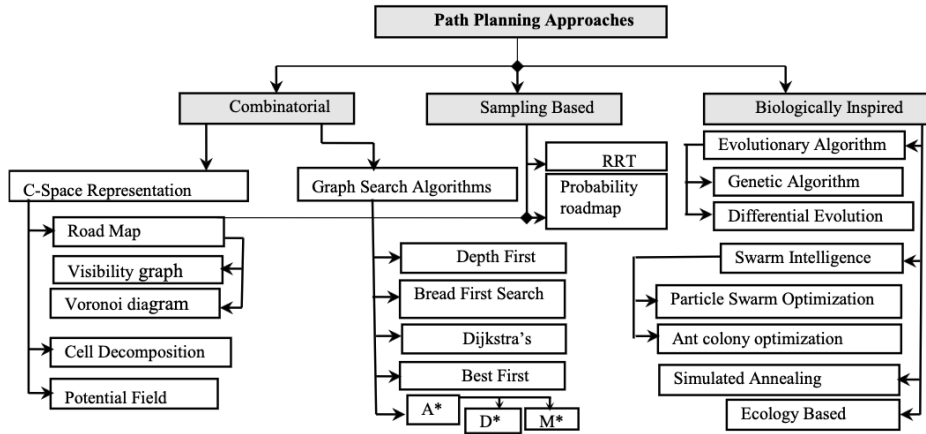 Path Planning Approaches
Combinatorial
Sampling Based
Biologically Inspired
C-Space Representation
Road Map
Visibility graph
Voronoi diagram
Cell Decomposition
Potential Field
Graph Search Algorithms
Depth First
Bread First Search
Dijkstra's
Best First
A*
D*
M*
RRT
Probability
roadmap
Evolutionary Algorithm
Genetic Algorithm
Differential Evolution
Swarm Intelligence
Particle Swarm Optimization
Ant colony optimization
Simulated Annealing
Ecology Based